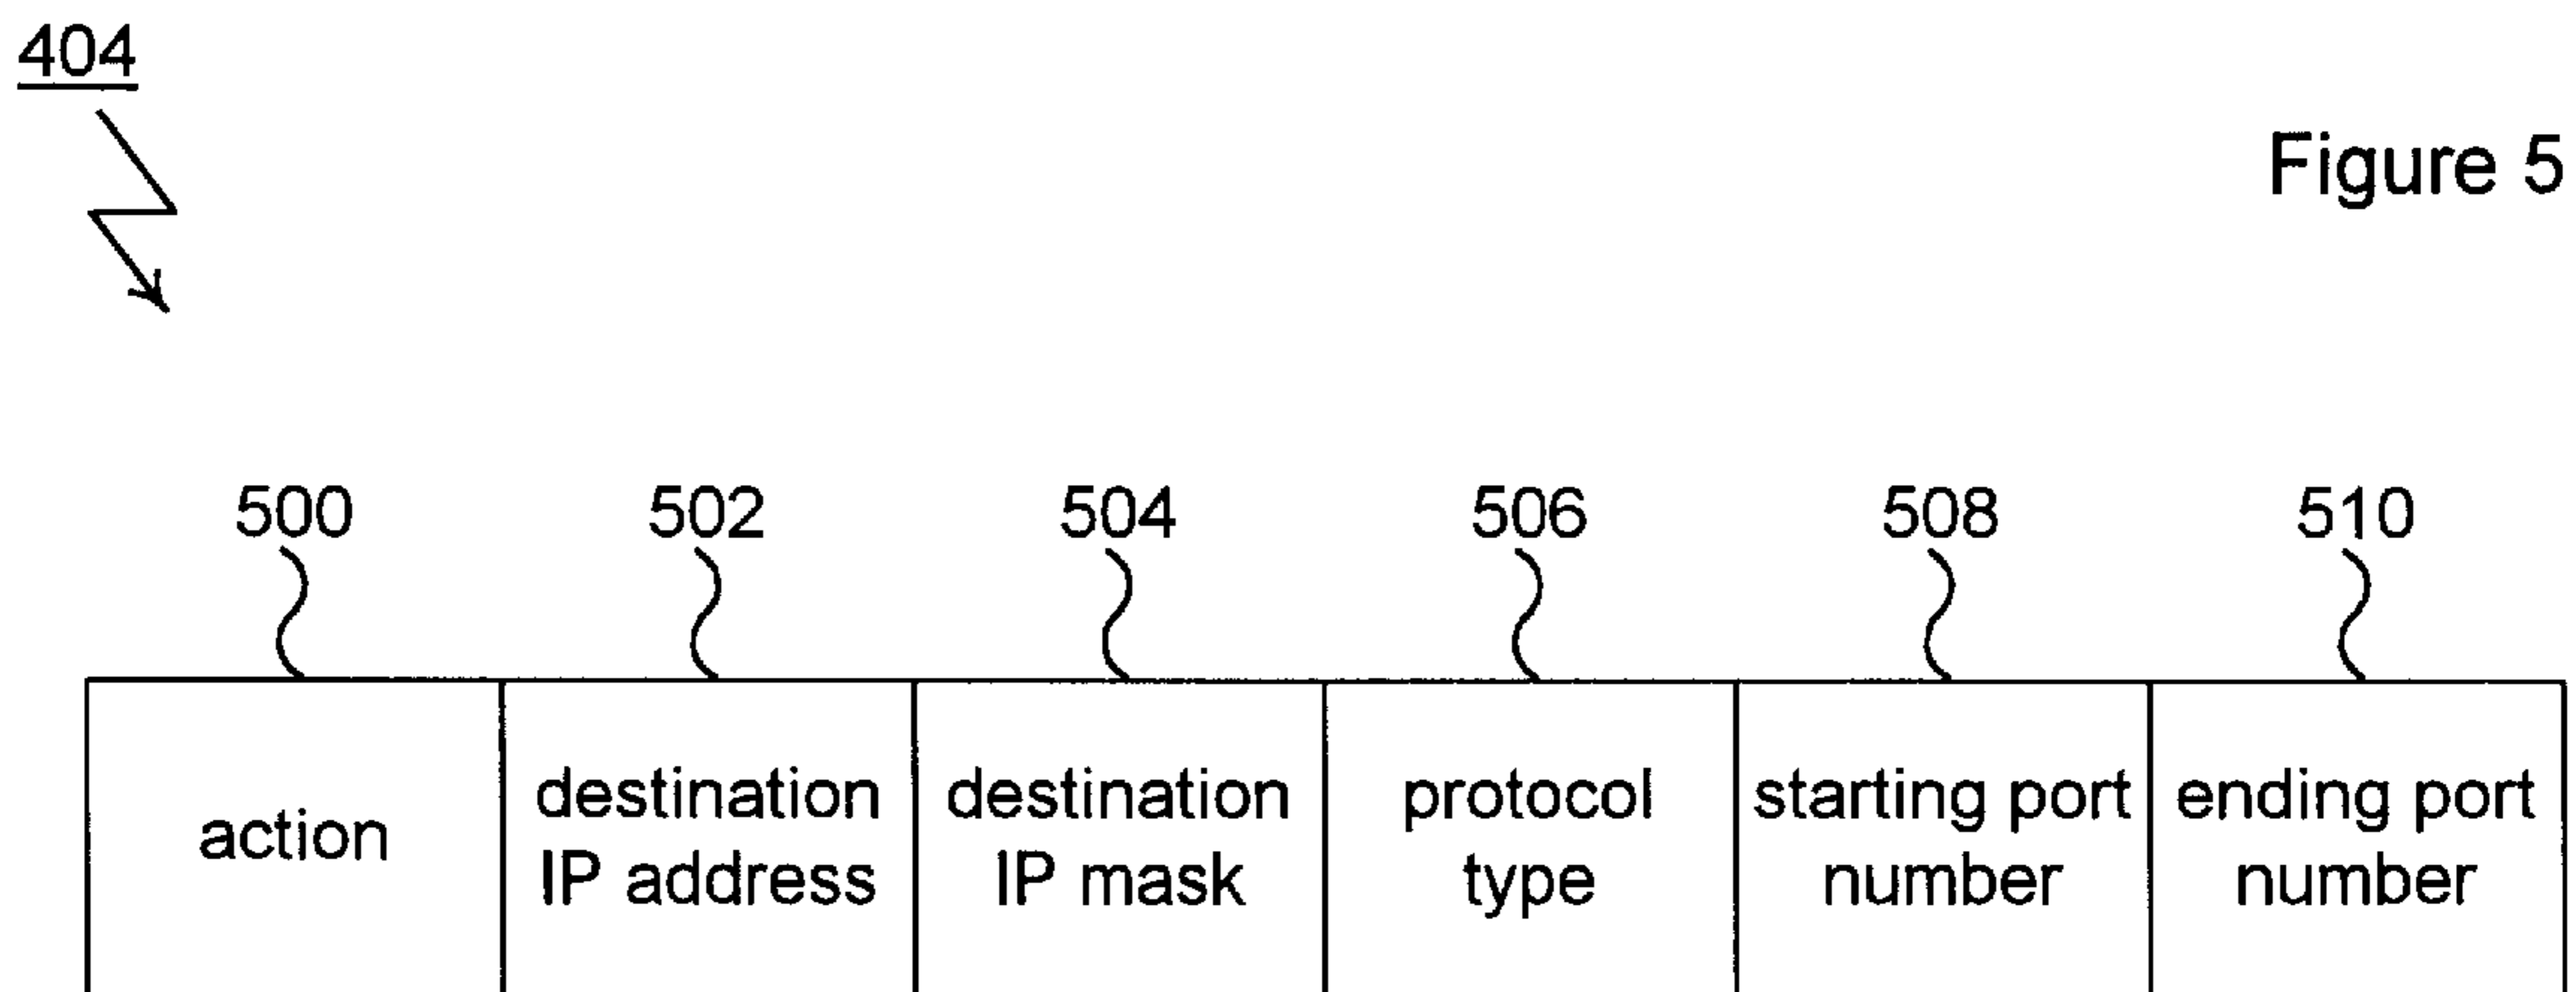 404
Figure 5
500 502 504 506 508 510
action
destination IP address
destination IP mask
protocol type
starting port number
ending port number